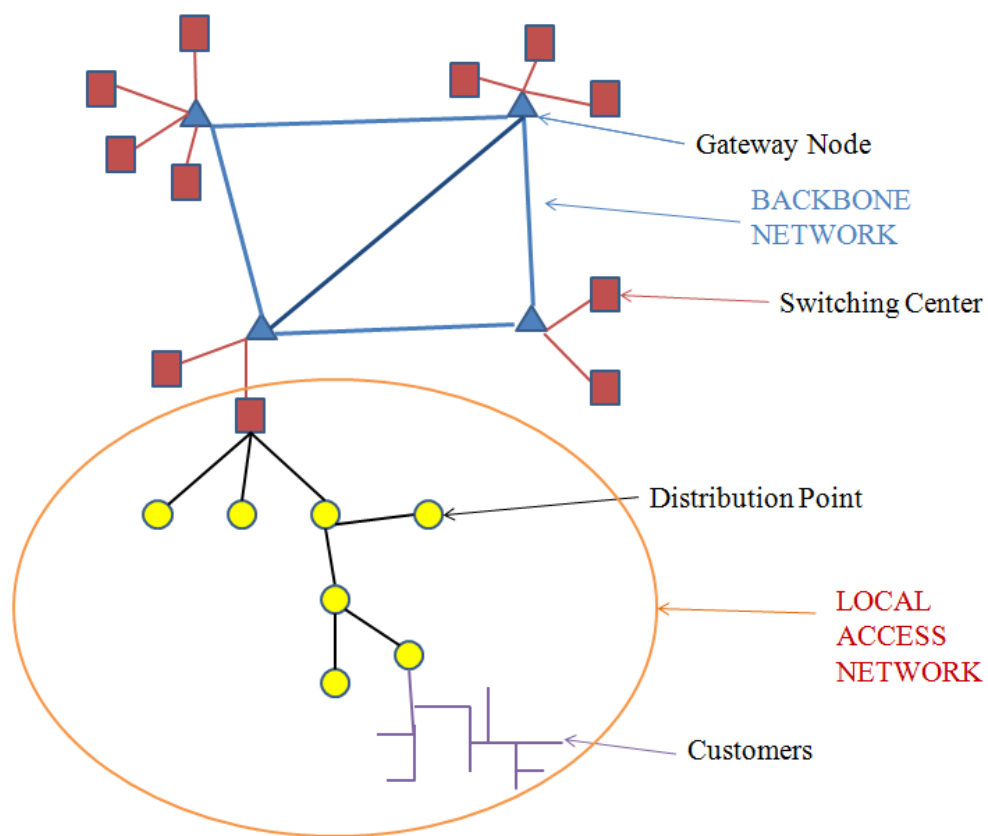 Gateway Node
BACKBONE
NETWORK
Switching Center
Distribution Point
LOCAL
ACCESS
NETWORK
Customers